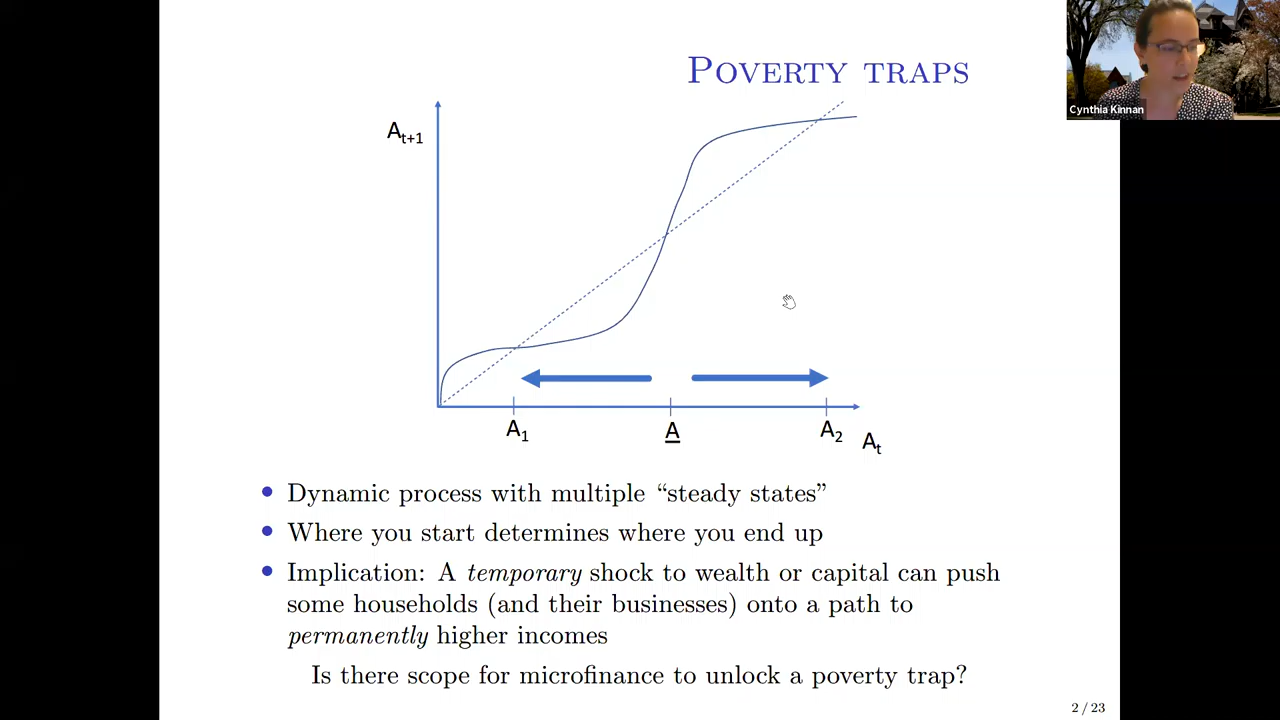 POVERTY TRAPS
Cynthia Kinnan
At+1
A1
A
A2
At
• Dynamic process with multiple “steady states”
• Where you start determines where you end up
• Implication: A temporary shock to wealth or capital can push
some households (and their businesses) onto a path to
permanently higher incomes
Is there scope for microfinance to unlock a poverty trap?
2 / 23